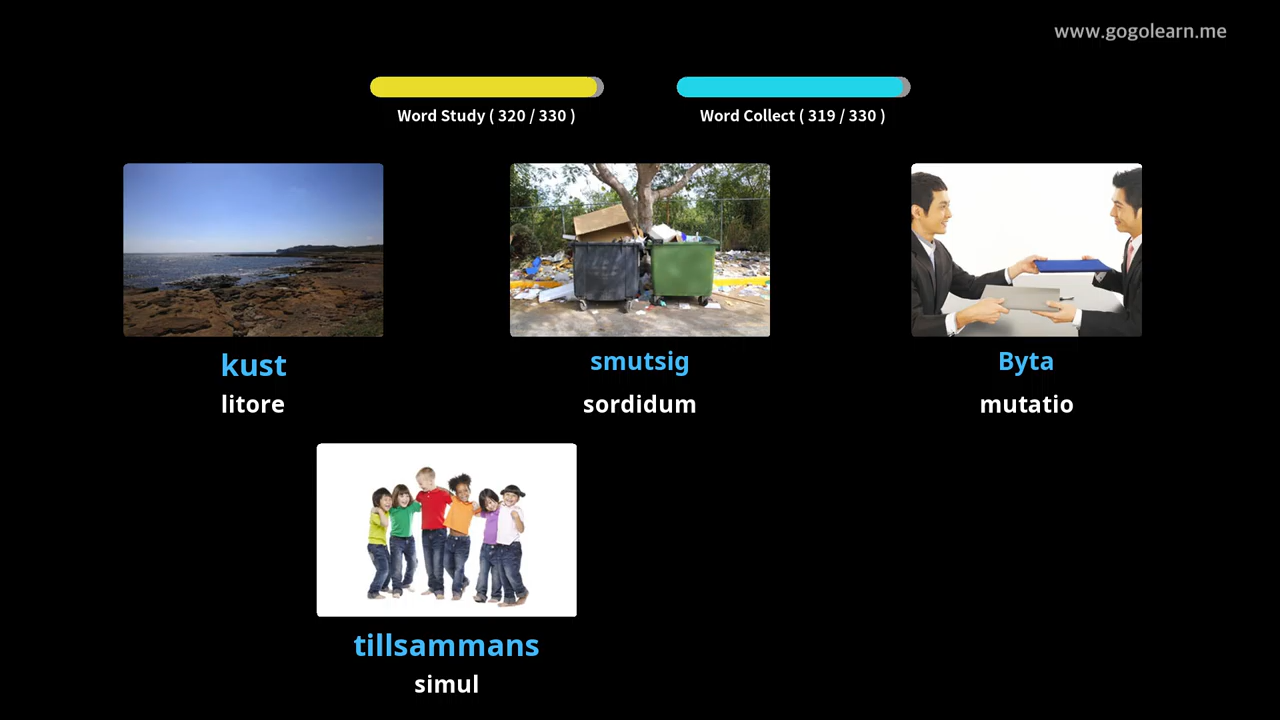 www.gogolearn.me
Word Study ( 320 / 330 )
Word Collect ( 319 / 330 )
kust
smutsig
Byta
litore
sordidum
mutatio
tillsammans
simul